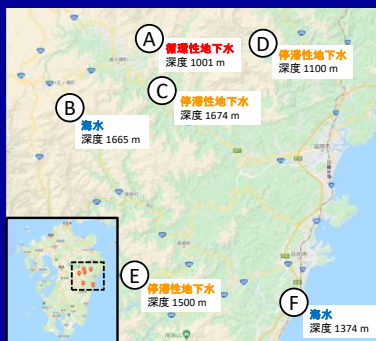 A
循環性地下水
深度 1001 m
D
停滞性地下水
深度 1100 m
C
停滞性地下水
深度 1674 m
B
海水
深度 1665 m
E
停滞性地下水
深度 1500 m
F
海水
深度 1374 m